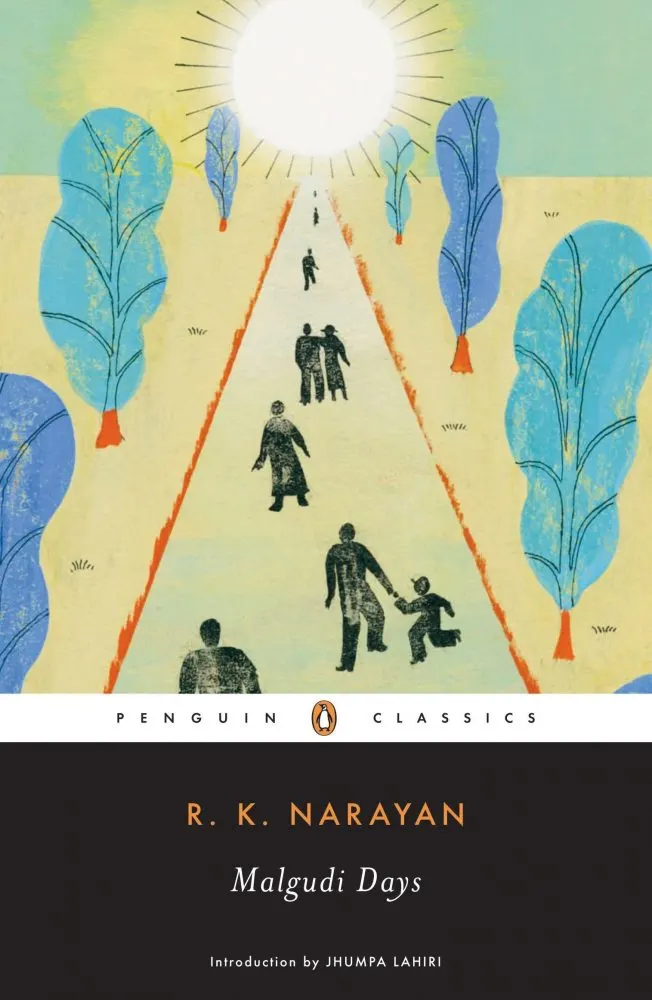 PENGUIN CLASSICS
R. K. NARAYAN
Malgudi Days
Introduction by JHUMPA LAHIRI